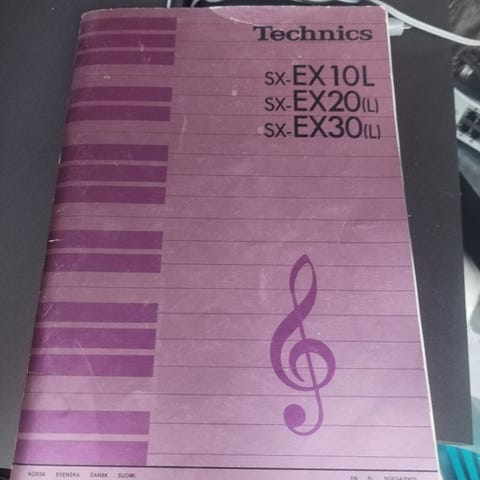 Technics
SX-EX10L
SX-EX20(L)
SX-EX30(L)
NORSK SVENSKA DANSK SUOMI